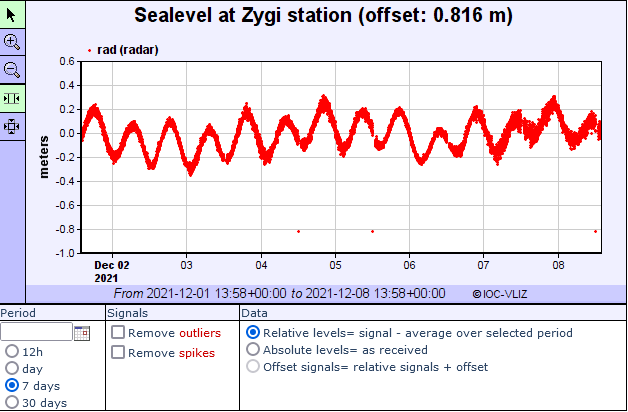 Sealevel at Zygi station (offset: 0.816 m)
rad (radar)
0.6
0.4
0.2
0.0
-0.2
-0.4
-0.6
-0.8
-1.0
meters
Dec 02 03 04 05 06 07 08
2021
From 2021-12-01 13:58+00:00 to 2021-12-08 13:58+00:00 © IOC-VLIZ
Period
12h
day
7 days
30 days
Signals
Remove outliers
Remove spikes
Data
Relative levels= signal - average over selected period
Absolute levels= as received
Offset signals= relative signals + offset